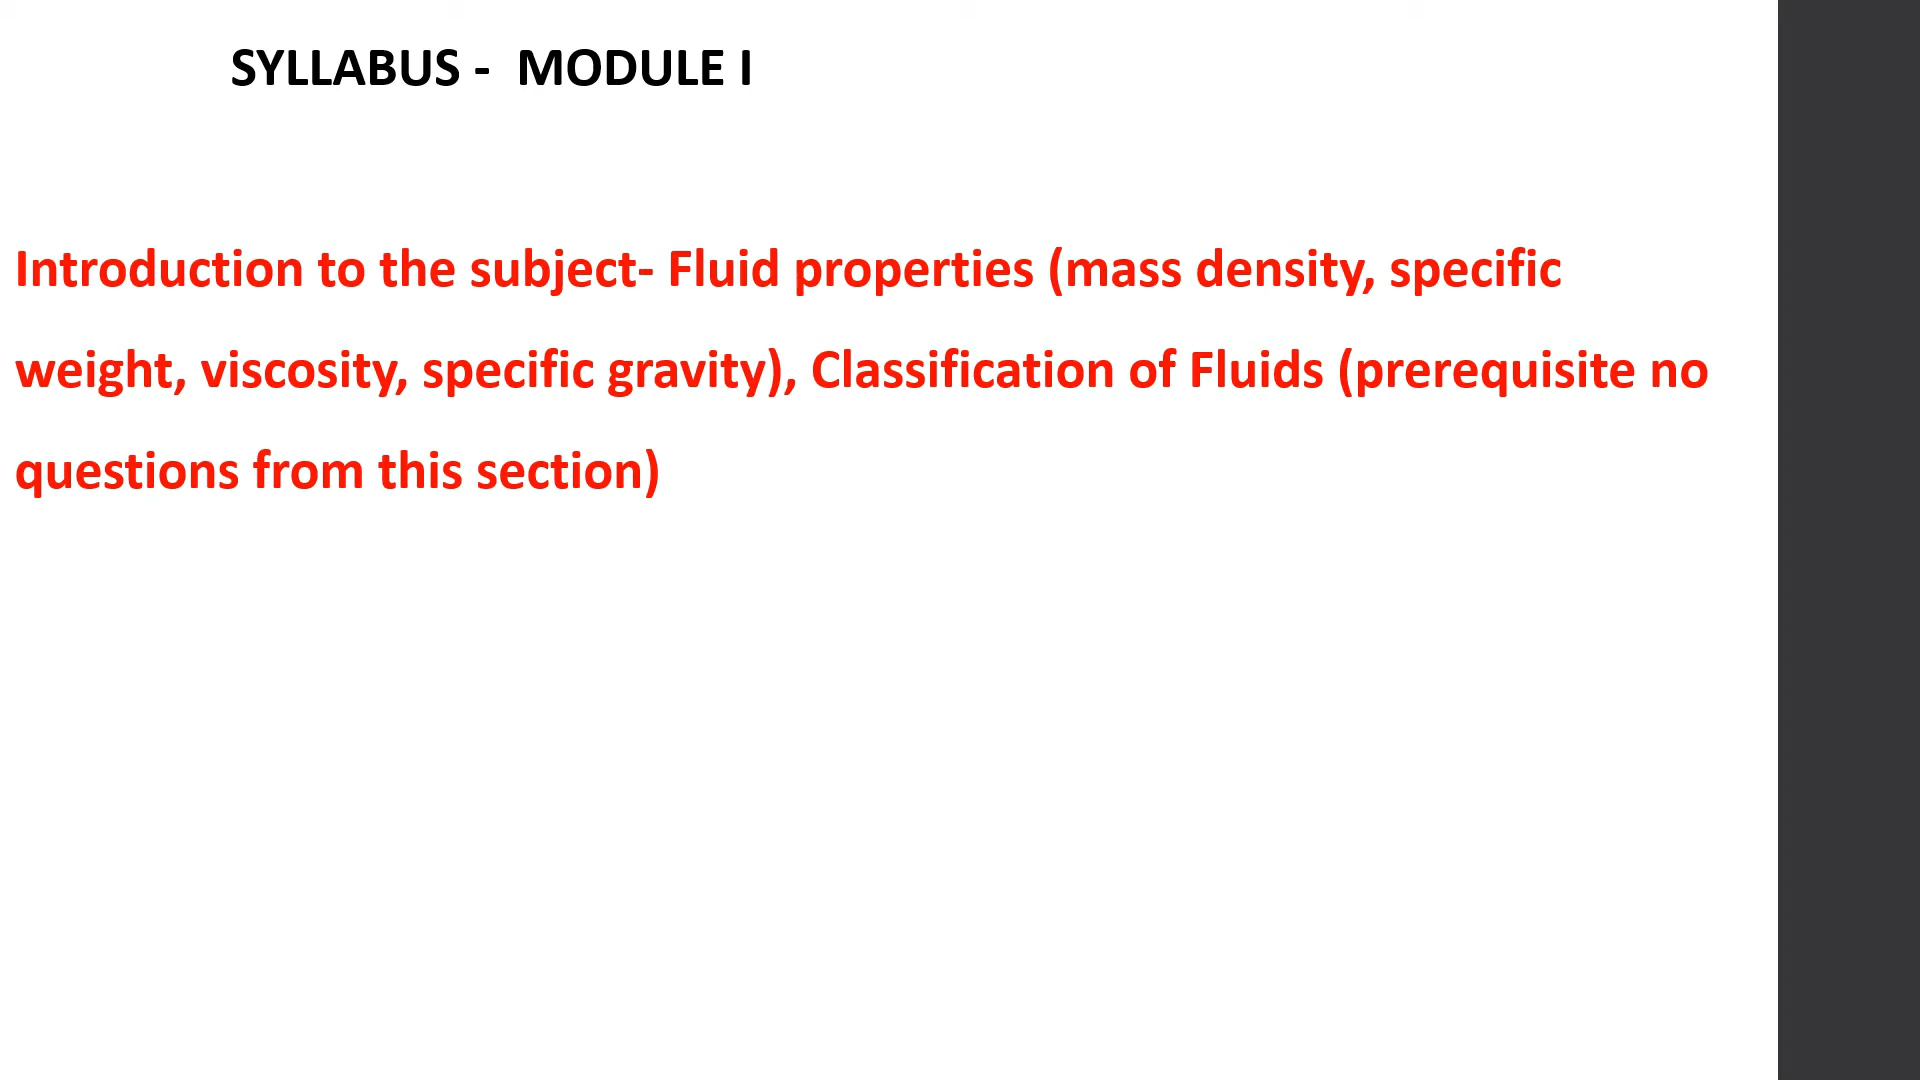 SYLLABUS - MODULE I
Introduction to the subject- Fluid properties (mass density, specific
weight, viscosity, specific gravity), Classification of Fluids (prerequisite no
questions from this section)